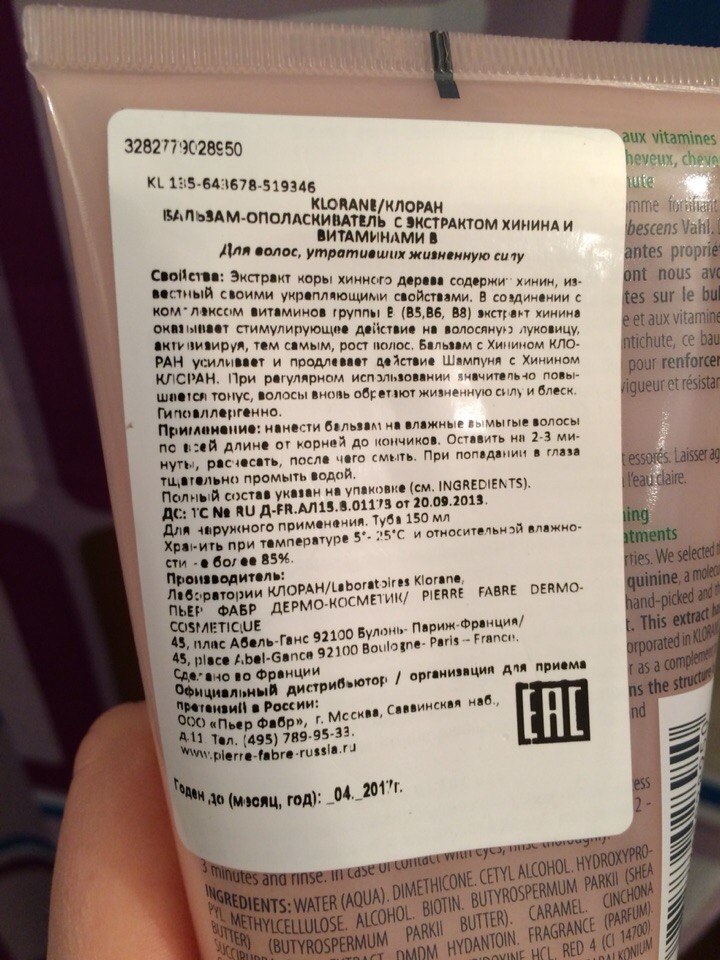 3282779028950
KL 135-643678-519346
KLORANE/КЛОРАН
БАЛЬЗАМ-ОПОЛАСКИВАТЕЛЬ С ЭКСТРАКТОМ ХИНИНА И
ВИТАМИНАМИ В
Для волос, утративших жизненную силу
Свойства: Экстракт коры хинного дерева содержит хинин, из-
вестный своими укрепляющими свойствами. В соединении с
комплексом витаминов группы В (В5,В6, В8) экстракт хинина
оказывает стимулирующее действие на волосяную луковицу,
активизируя, тем самым, рост волос. Бальзам с Хинином КЛО-
РАН усиливает и продлевает действие Шампуня с Хинином
КЛОРАН. При регулярном использовании значительно повы-
шается тонус, волосы вновь обретают жизненную силу и блеск.
Гипоаллергенно.
Применение: нанести бальзам на влажные вымытые волосы
по всей длине от корней до кончиков. Оставить на 2-3 ми-
нуты, расчесать, после чего смыть. При попадании в глаза
тщательно промыть водой.
Полный состав указан на упаковке (см. INGREDIENTS).
ДС: ТС № RU Д-FR.АЛ15.В.01173 от 20.09.2013.
Для наружного применения. Туба 150 мл
Хранить при температуре 5°- 25°С и относительной влажно-
сти не более 85%.
Производитель:
Лаборатории КЛОРАН/Laboratoires Klorane,
ПЬЕР ФАБР ДЕРМО-КОСМЕТИК/ PIERRE FABRE DERMO-
COSMETIQUE
45, плас Абель-Ганс 92100 Булонь- Париж-Франция/
45, place Abel-Gance 92100 Boulogne- Paris – France.
Сделано во Франции
Официальный дистрибьютор / организация для приема
претензий в России:
ООО «Пьер Фабр», г. Москва, Саввинская наб.,
д.11. Тел. (495) 789-95-33.
www.pierre-fabre-russia.ru
EAC
Годен до (месяц, год): _04._2017г.
aux vitamines
heveux, cheve
omme fortifiant
bescens Vahl.
antes proprié
ont nous avo
tes sur le bul
e et aux vitamine
antichute, ce bau
pour renforcer
vigueur et résistan
t essorés. Laisser ag
l'eau claire.
ning
atments
rties. We selected th
quinine, a molec
hand-picked and
t. This extract
orporated in KLORAN
r as a complement
ns the structure
nd
2 -
3 minutes and rinse. In case of contact with eyes, rinse thoroughly.
INGREDIENTS: WATER (AQUA). DIMETHICONE. CETYL ALCOHOL. HYDROXYPRO-
PYL METHYLCELLULOSE. ALCOHOL. BIOTIN. BUTYROSPERMUM PARKII (SHEA
BUTTER) (BUTYROSPERMUM PARKII BUTTER). CARAMEL. CINCHONA
EXTRACT. DMDM HYDANTOIN. FRAGRANCE (PARFUM).
HCL. RED 4 (CI 14700).